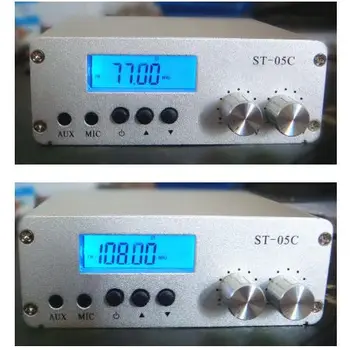 77.00
ST-05C
AUX MIC ⏻ ▲ ▼
108.00
ST-05C
AUX MIC ⏻ ▲ ▼